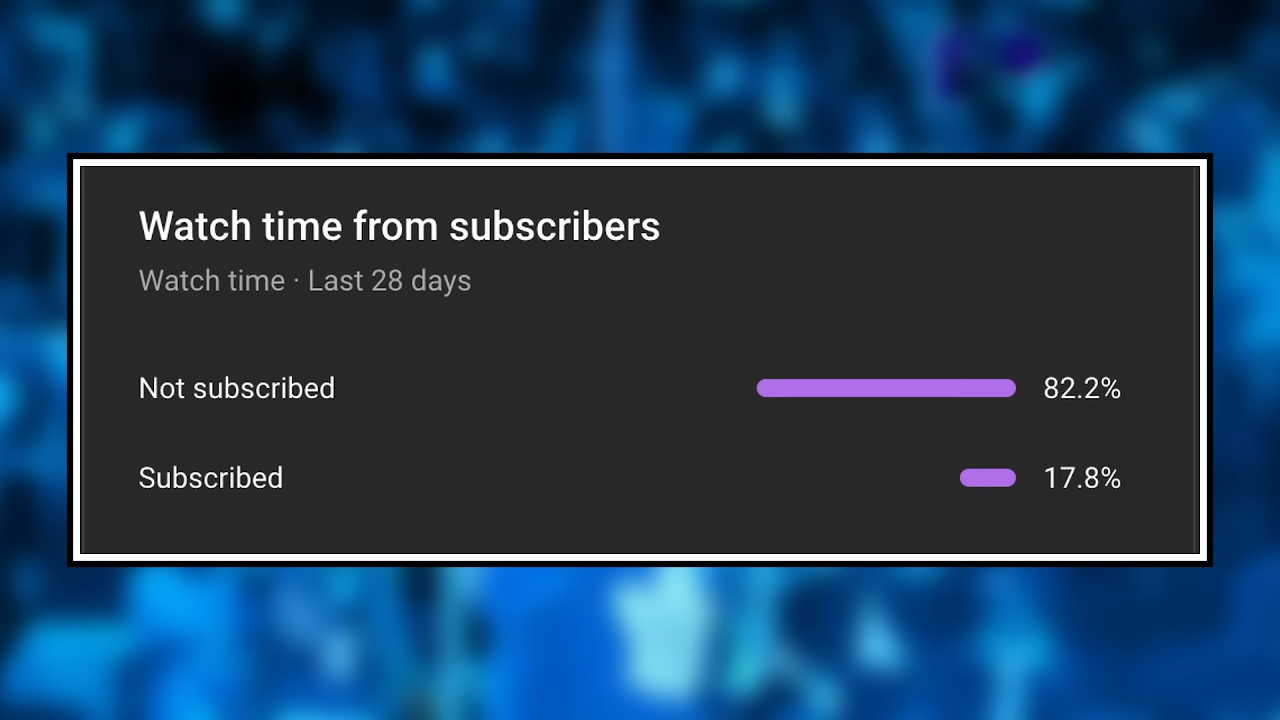 Watch time from subscribers
Watch time · Last 28 days
Not subscribed 82.2%
Subscribed 17.8%